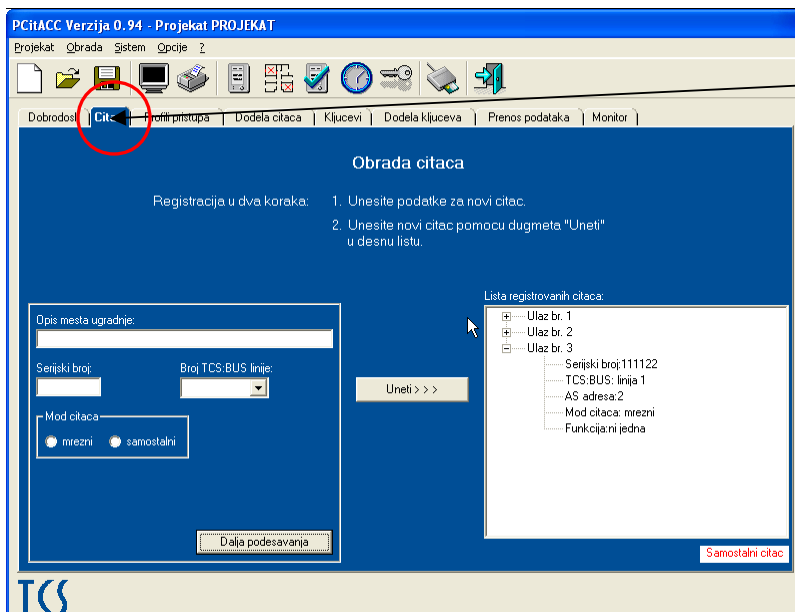 PCitACC Verzija 0.94 - Projekat PROJEKAT
Projekat Obrada Sistem Opcije ?
Dobrodosli Citaci Profili pristupa Dodela citaca Kljucevi Dodela kljuceva Prenos podataka Monitor
Obrada citaca
Registracija u dva koraka: 1. Unesite podatke za novi citac.
2. Unesite novi citac pomocu dugmeta "Uneti"
u desnu listu.
Lista registrovanih citaca:
Opis mesta ugradnje:
Ulaz br. 1
Ulaz br. 2
Ulaz br. 3
Serijski broj: Broj TCS:BUS linije:
Serijski broj:111122
TCS:BUS: linija 1
AS adresa:2
Mod citaca: mrezni
Funkcija:ni jedna
Uneti > > >
Mod citaca
mrezni samostalni
Dalja podesavanja
Samostalni citac
TCS